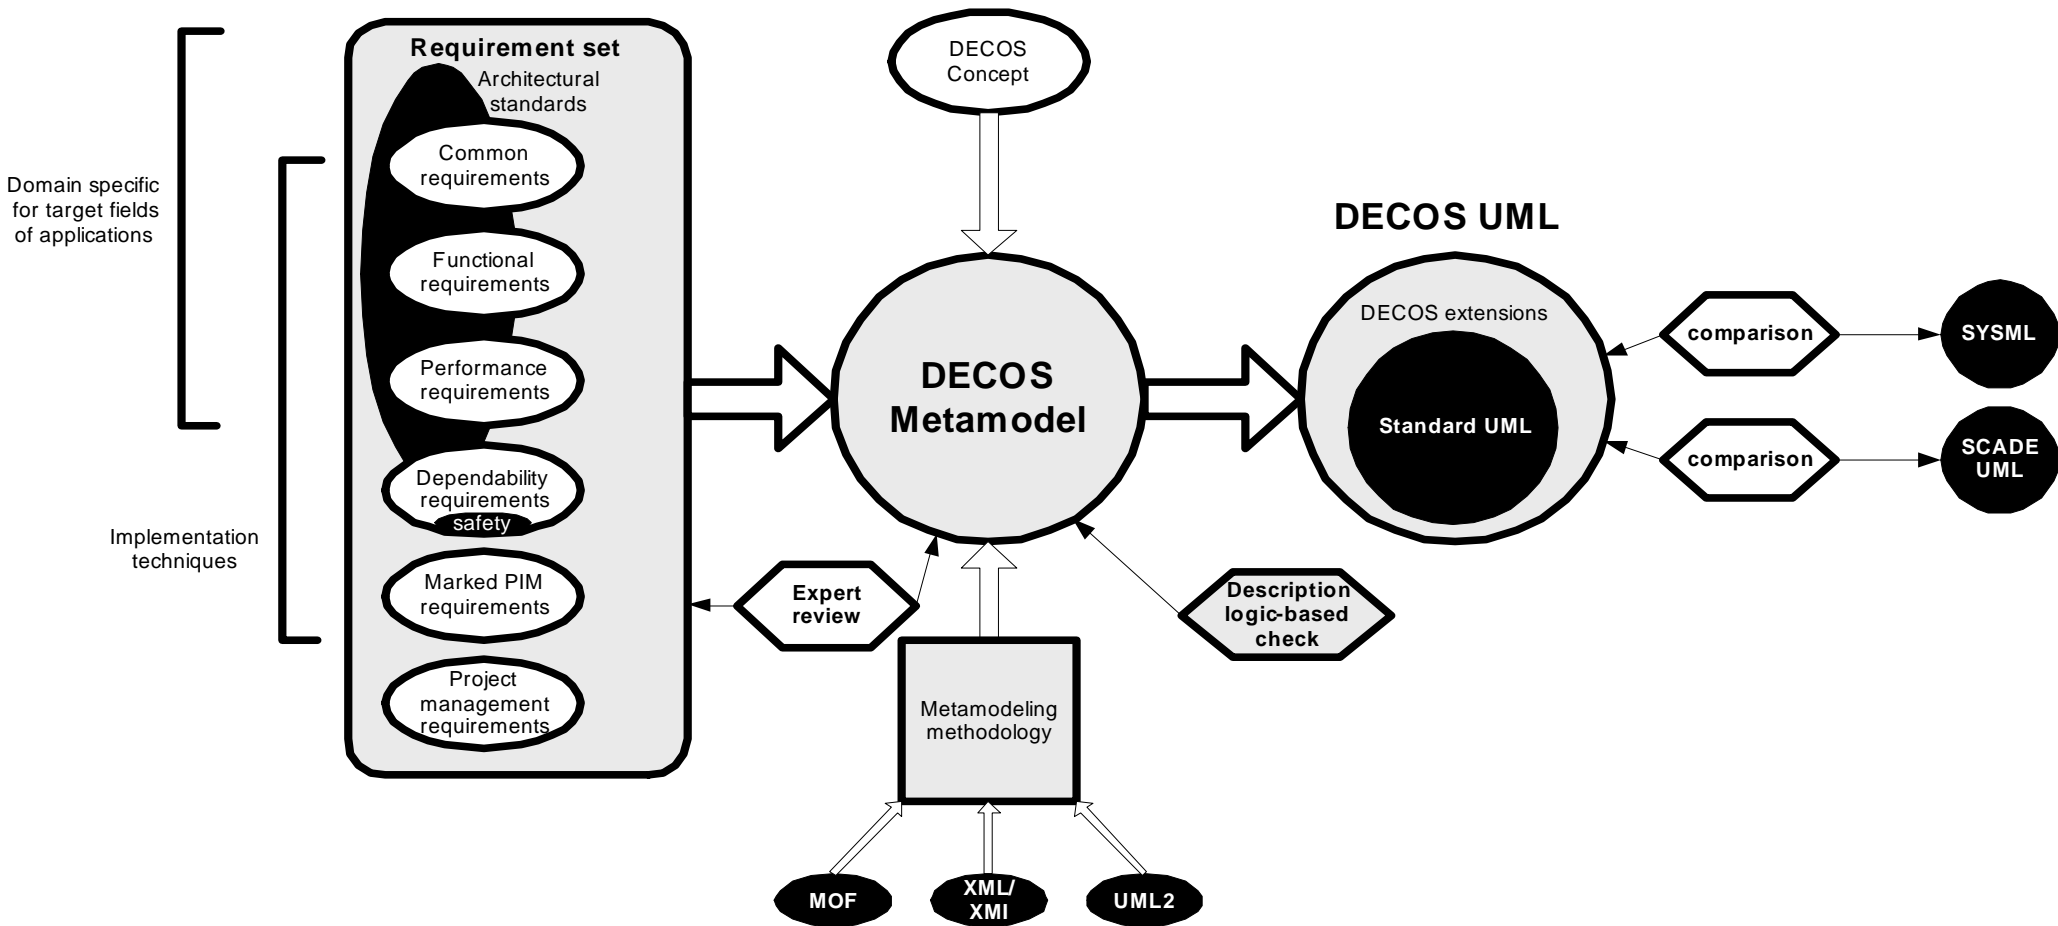 Requirement set
Architectural
standards
Common
requirements
Functional
requirements
Performance
requirements
Dependability
requirements
safety
Marked PIM
requirements
Project
management
requirements
Domain specific
for target fields
of applications
Implementation
techniques
DECOS
Concept
DECOS
Metamodel
Expert
review
Description
logic-based
check
Metamodeling
methodology
MOF
XML/
XMI
UML2
DECOS UML
DECOS extensions
Standard UML
comparison
SYSML
comparison
SCADE
UML